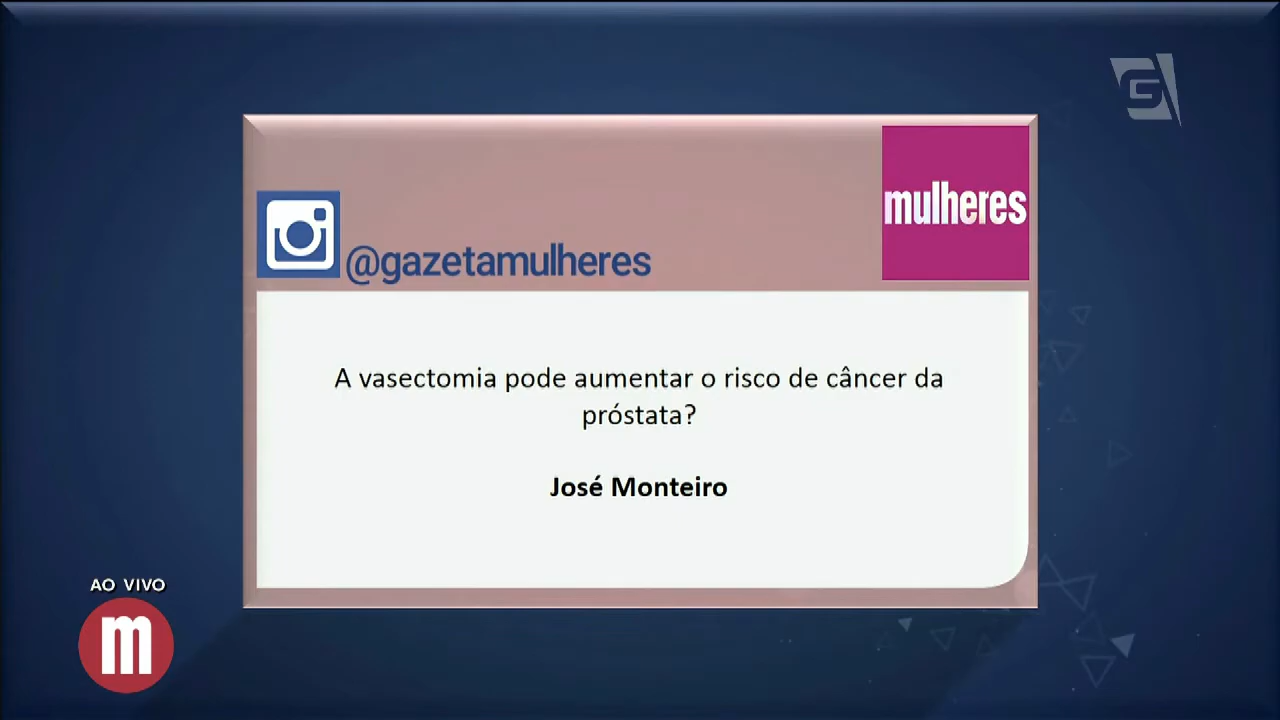 mulheres
@gazetamulheres
A vasectomia pode aumentar o risco de câncer da
próstata?
José Monteiro
AO VIVO
m